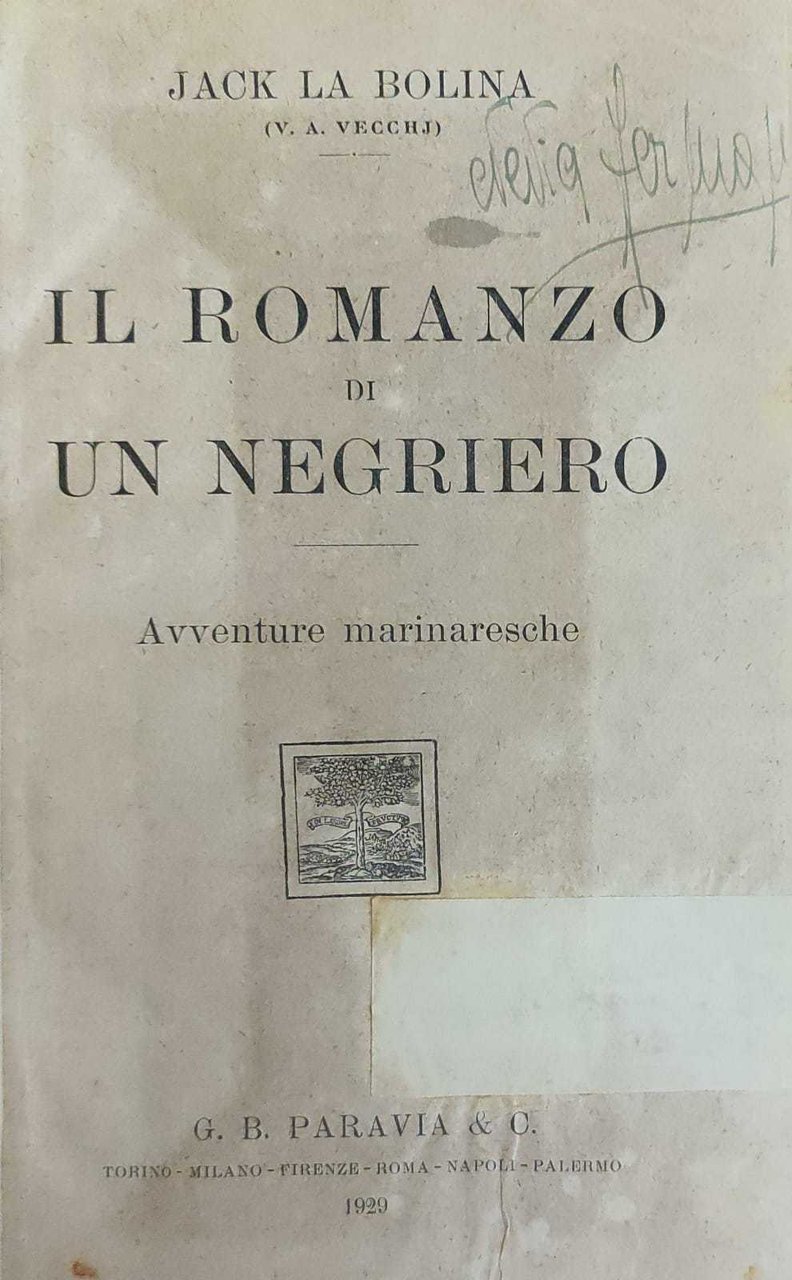 JACK LA BOLINA
(V. A. VECCHJ)
IL ROMANZO
DI
UN NEGRIERO
Avventure marinaresche
FRVCTVS
G. B. PARAVIA & C.
TORINO - MILANO - FIRENZE - ROMA - NAPOLI - PALERMO
1929